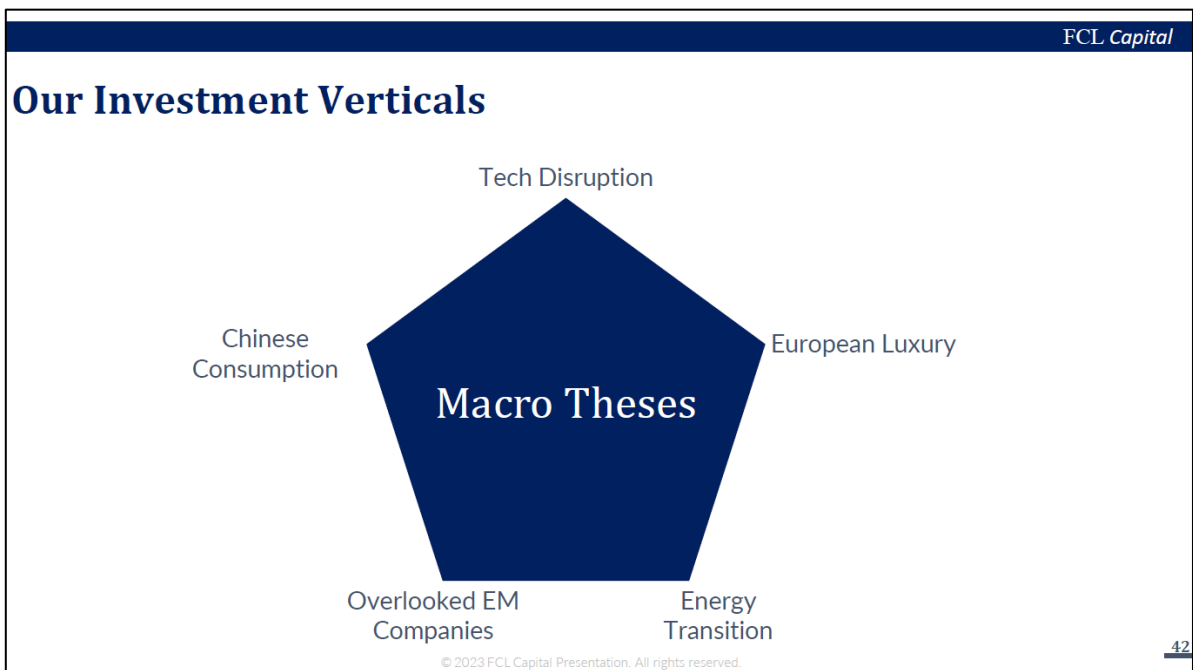 FCL Capital
Our Investment Verticals
Tech Disruption
Chinese
Consumption
European Luxury
Macro Theses
Overlooked EM
Companies
Energy
Transition
© 2023 FCL Capital Presentation. All rights reserved.
42